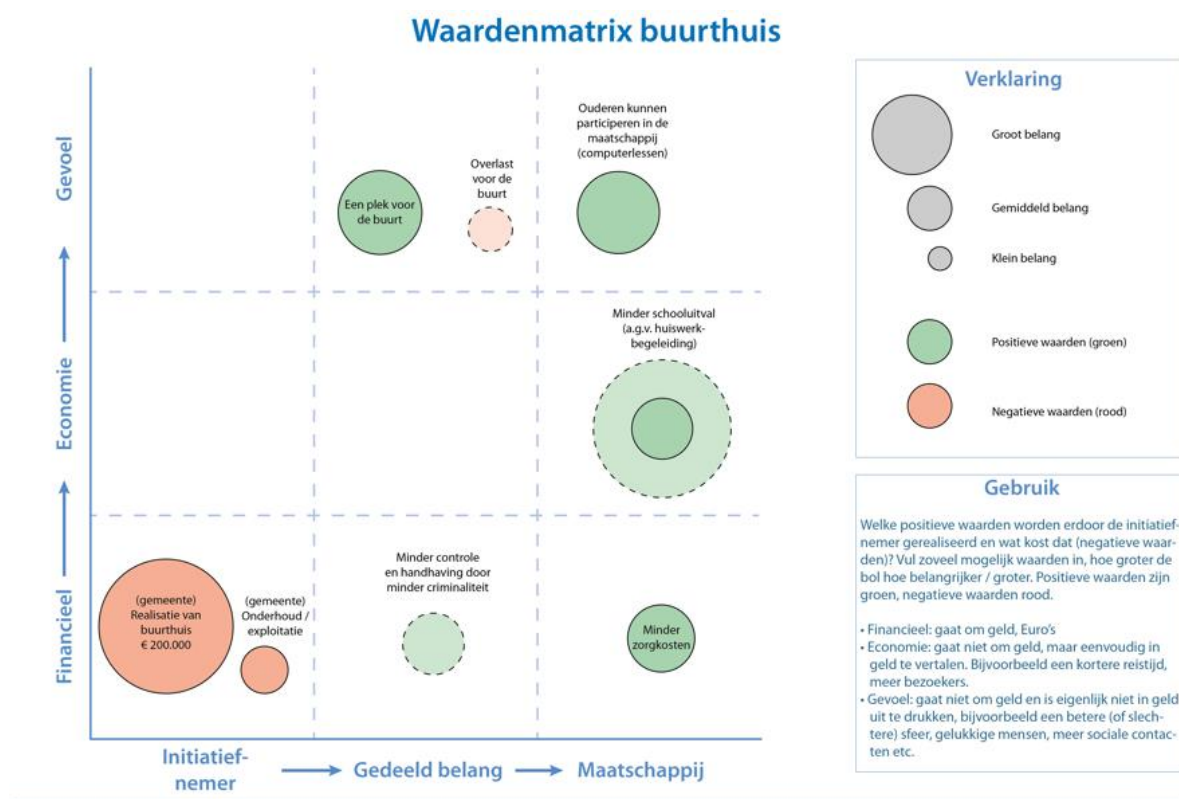 Waardenmatrix buurthuis
Gevoel
Economie
Financieel
Ouderen kunnen
participeren in de
maatschappij
(computerlessen)
Overlast
voor de
buurt
Een plek voor
de buurt
Minder schooluitval
(a.g.v. huiswerk-
begeleiding)
Minder controle
en handhaving door
minder criminaliteit
(gemeente)
Realisatie van
buurthuis
€ 200.000
(gemeente)
Onderhoud /
exploitatie
Minder
zorgkosten
Initiatief-
nemer
Gedeeld belang
Maatschappij
Verklaring
Groot belang
Gemiddeld belang
Klein belang
Positieve waarden (groen)
Negatieve waarden (rood)
Gebruik
Welke positieve waarden worden erdoor de initiatief-
nemer gerealiseerd en wat kost dat (negatieve waar-
den)? Vul zoveel mogelijk waarden in, hoe groter de
bol hoe belangrijker / groter. Positieve waarden zijn
groen, negatieve waarden rood.
• Financieel: gaat om geld, Euro's
• Economie: gaat niet om geld, maar eenvoudig in
geld te vertalen. Bijvoorbeeld een kortere reistijd,
meer bezoekers.
• Gevoel: gaat niet om geld en is eigenlijk niet in geld
uit te drukken, bijvoorbeeld een betere (of slech-
tere) sfeer, gelukkige mensen, meer sociale contac-
ten etc.